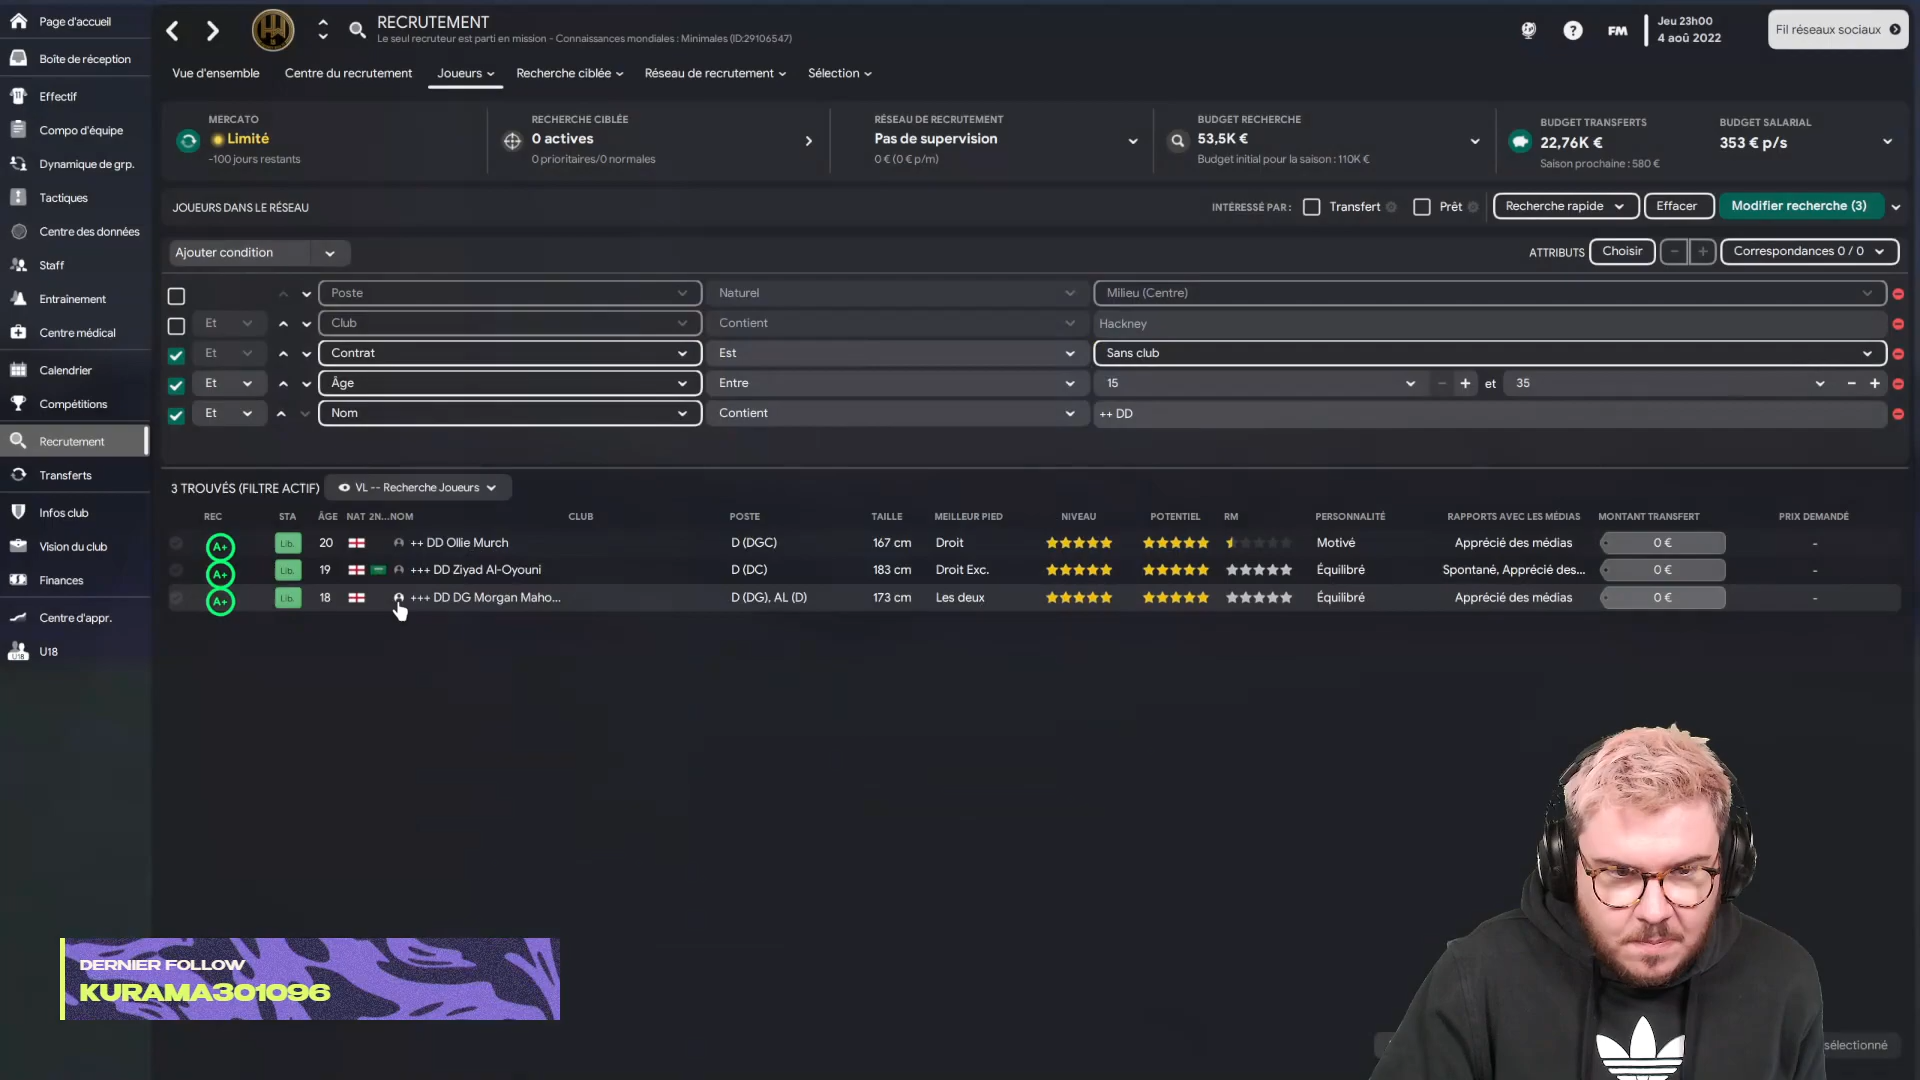 Page d'accueil
Boîte de réception
Effectif
Compo d'équipe
Dynamique de grp.
Tactiques
Centre des données
Staff
Entraînement
Centre médical
Calendrier
Compétitions
Recrutement
Transferts
Infos club
Vision du club
Finances
Centre d'appr.
U18
RECRUTEMENT
Le seul recruteur est parti en mission - Connaissances mondiales : Minimales (ID:29106547)
FM
Jeu 23h00
4 aoû 2022
Fil réseaux sociaux
Vue d'ensemble Centre du recrutement Joueurs Recherche ciblée Réseau de recrutement Sélection
MERCATO
Limité
-100 jours restants
RECHERCHE CIBLÉE
0 actives
0 prioritaires/0 normales
RÉSEAU DE RECRUTEMENT
Pas de supervision
0 € (0 € p/m)
BUDGET RECHERCHE
53,5K €
Budget initial pour la saison : 110K €
BUDGET TRANSFERTS
22,76K €
Saison prochaine : 580 €
BUDGET SALARIAL
353 € p/s
JOUEURS DANS LE RÉSEAU INTÉRESSÉ PAR : Transfert Prêt Recherche rapide Effacer Modifier recherche (3)
Ajouter condition ATTRIBUTS Choisir - + Correspondances 0 / 0
Poste Naturel Milieu (Centre)
Et Club Contient Hackney
Et Contrat Est Sans club
Et Âge Entre 15 - + et 35 - +
Et Nom Contient ++ DD
3 TROUVÉS (FILTRE ACTIF) VL -- Recherche Joueurs
REC STA ÂGE NAT 2N... NOM CLUB POSTE TAILLE MEILLEUR PIED NIVEAU POTENTIEL RM PERSONNALITÉ RAPPORTS AVEC LES MÉDIAS MONTANT TRANSFERT PRIX DEMANDÉ
A+ Lib. 20 ++ DD Ollie Murch D (DGC) 167 cm Droit Motivé Apprécié des médias 0 € -
A+ Lib. 19 +++ DD Ziyad Al-Oyouni D (DC) 183 cm Droit Exc. Équilibré Spontané, Apprécié des... 0 € -
A+ Lib. 18 +++ DD DG Morgan Maho... D (DG), AL (D) 173 cm Les deux Équilibré Apprécié des médias 0 € -
DERNIER FOLLOW
KURAMA301096
sélectionné